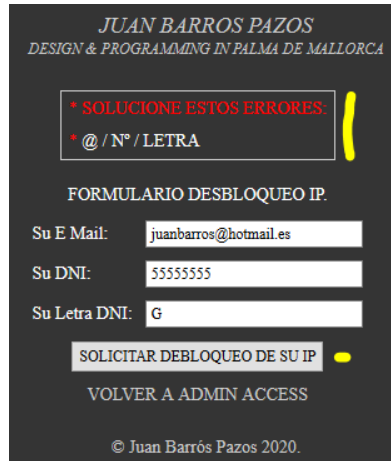 JUAN BARROS PAZOS
DESIGN & PROGRAMMING IN PALMA DE MALLORCA
* SOLUCIONE ESTOS ERRORES:
* @ / Nº / LETRA
FORMULARIO DESBLOQUEO IP.
Su E Mail: juanbarros@hotmail.es
Su DNI: 55555555
Su Letra DNI: G
SOLICITAR DEBLOQUEO DE SU IP
VOLVER A ADMIN ACCESS
© Juan Barrós Pazos 2020.